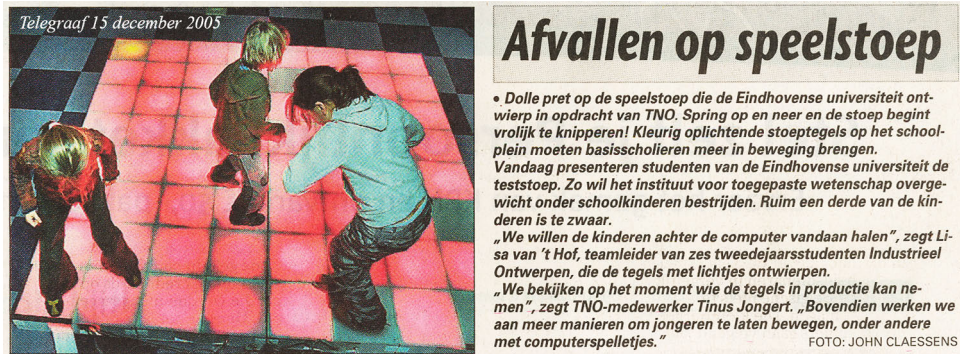 Telegraaf 15 december 2005
Afvallen op speelstoep
• Dolle pret op de speelstoep die de Eindhovense universiteit ont-
wierp in opdracht van TNO. Spring op en neer en de stoep begint
vrolijk te knipperen! Kleurig oplichtende stoeptegels op het school-
plein moeten basisscholieren meer in beweging brengen.
Vandaag presenteren studenten van de Eindhovense universiteit de
teststoep. Zo wil het instituut voor toegepaste wetenschap overge-
wicht onder schoolkinderen bestrijden. Ruim een derde van de kin-
deren is te zwaar.
„We willen de kinderen achter de computer vandaan halen”, zegt Li-
sa van ’t Hof, teamleider van zes tweedejaarsstudenten Industrieel
Ontwerpen, die de tegels met lichtjes ontwierpen.
„We bekijken op het moment wie de tegels in productie kan ne-
men”, zegt TNO-medewerker Tinus Jongert. „Bovendien werken we
aan meer manieren om jongeren te laten bewegen, onder andere
met computerspelletjes.”
FOTO: JOHN CLAESSENS